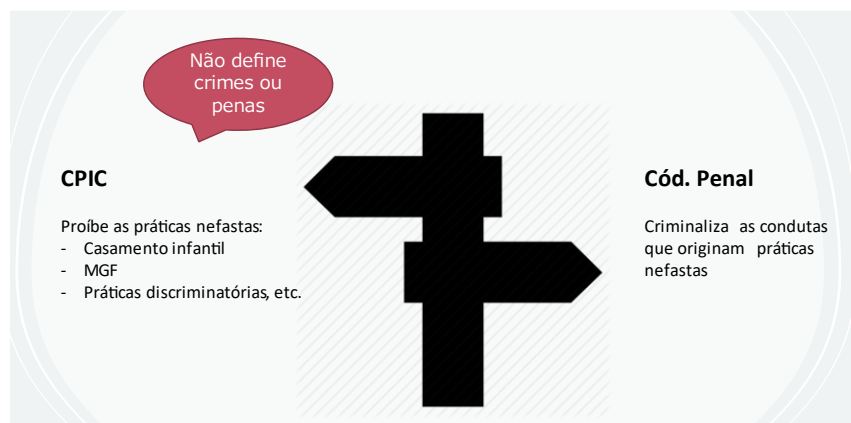 Não define
crimes ou
penas
CPIC
Proíbe as práticas nefastas:
- Casamento infantil
- MGF
- Práticas discriminatórias, etc.
Cód. Penal
Criminaliza as condutas
que originam práticas
nefastas